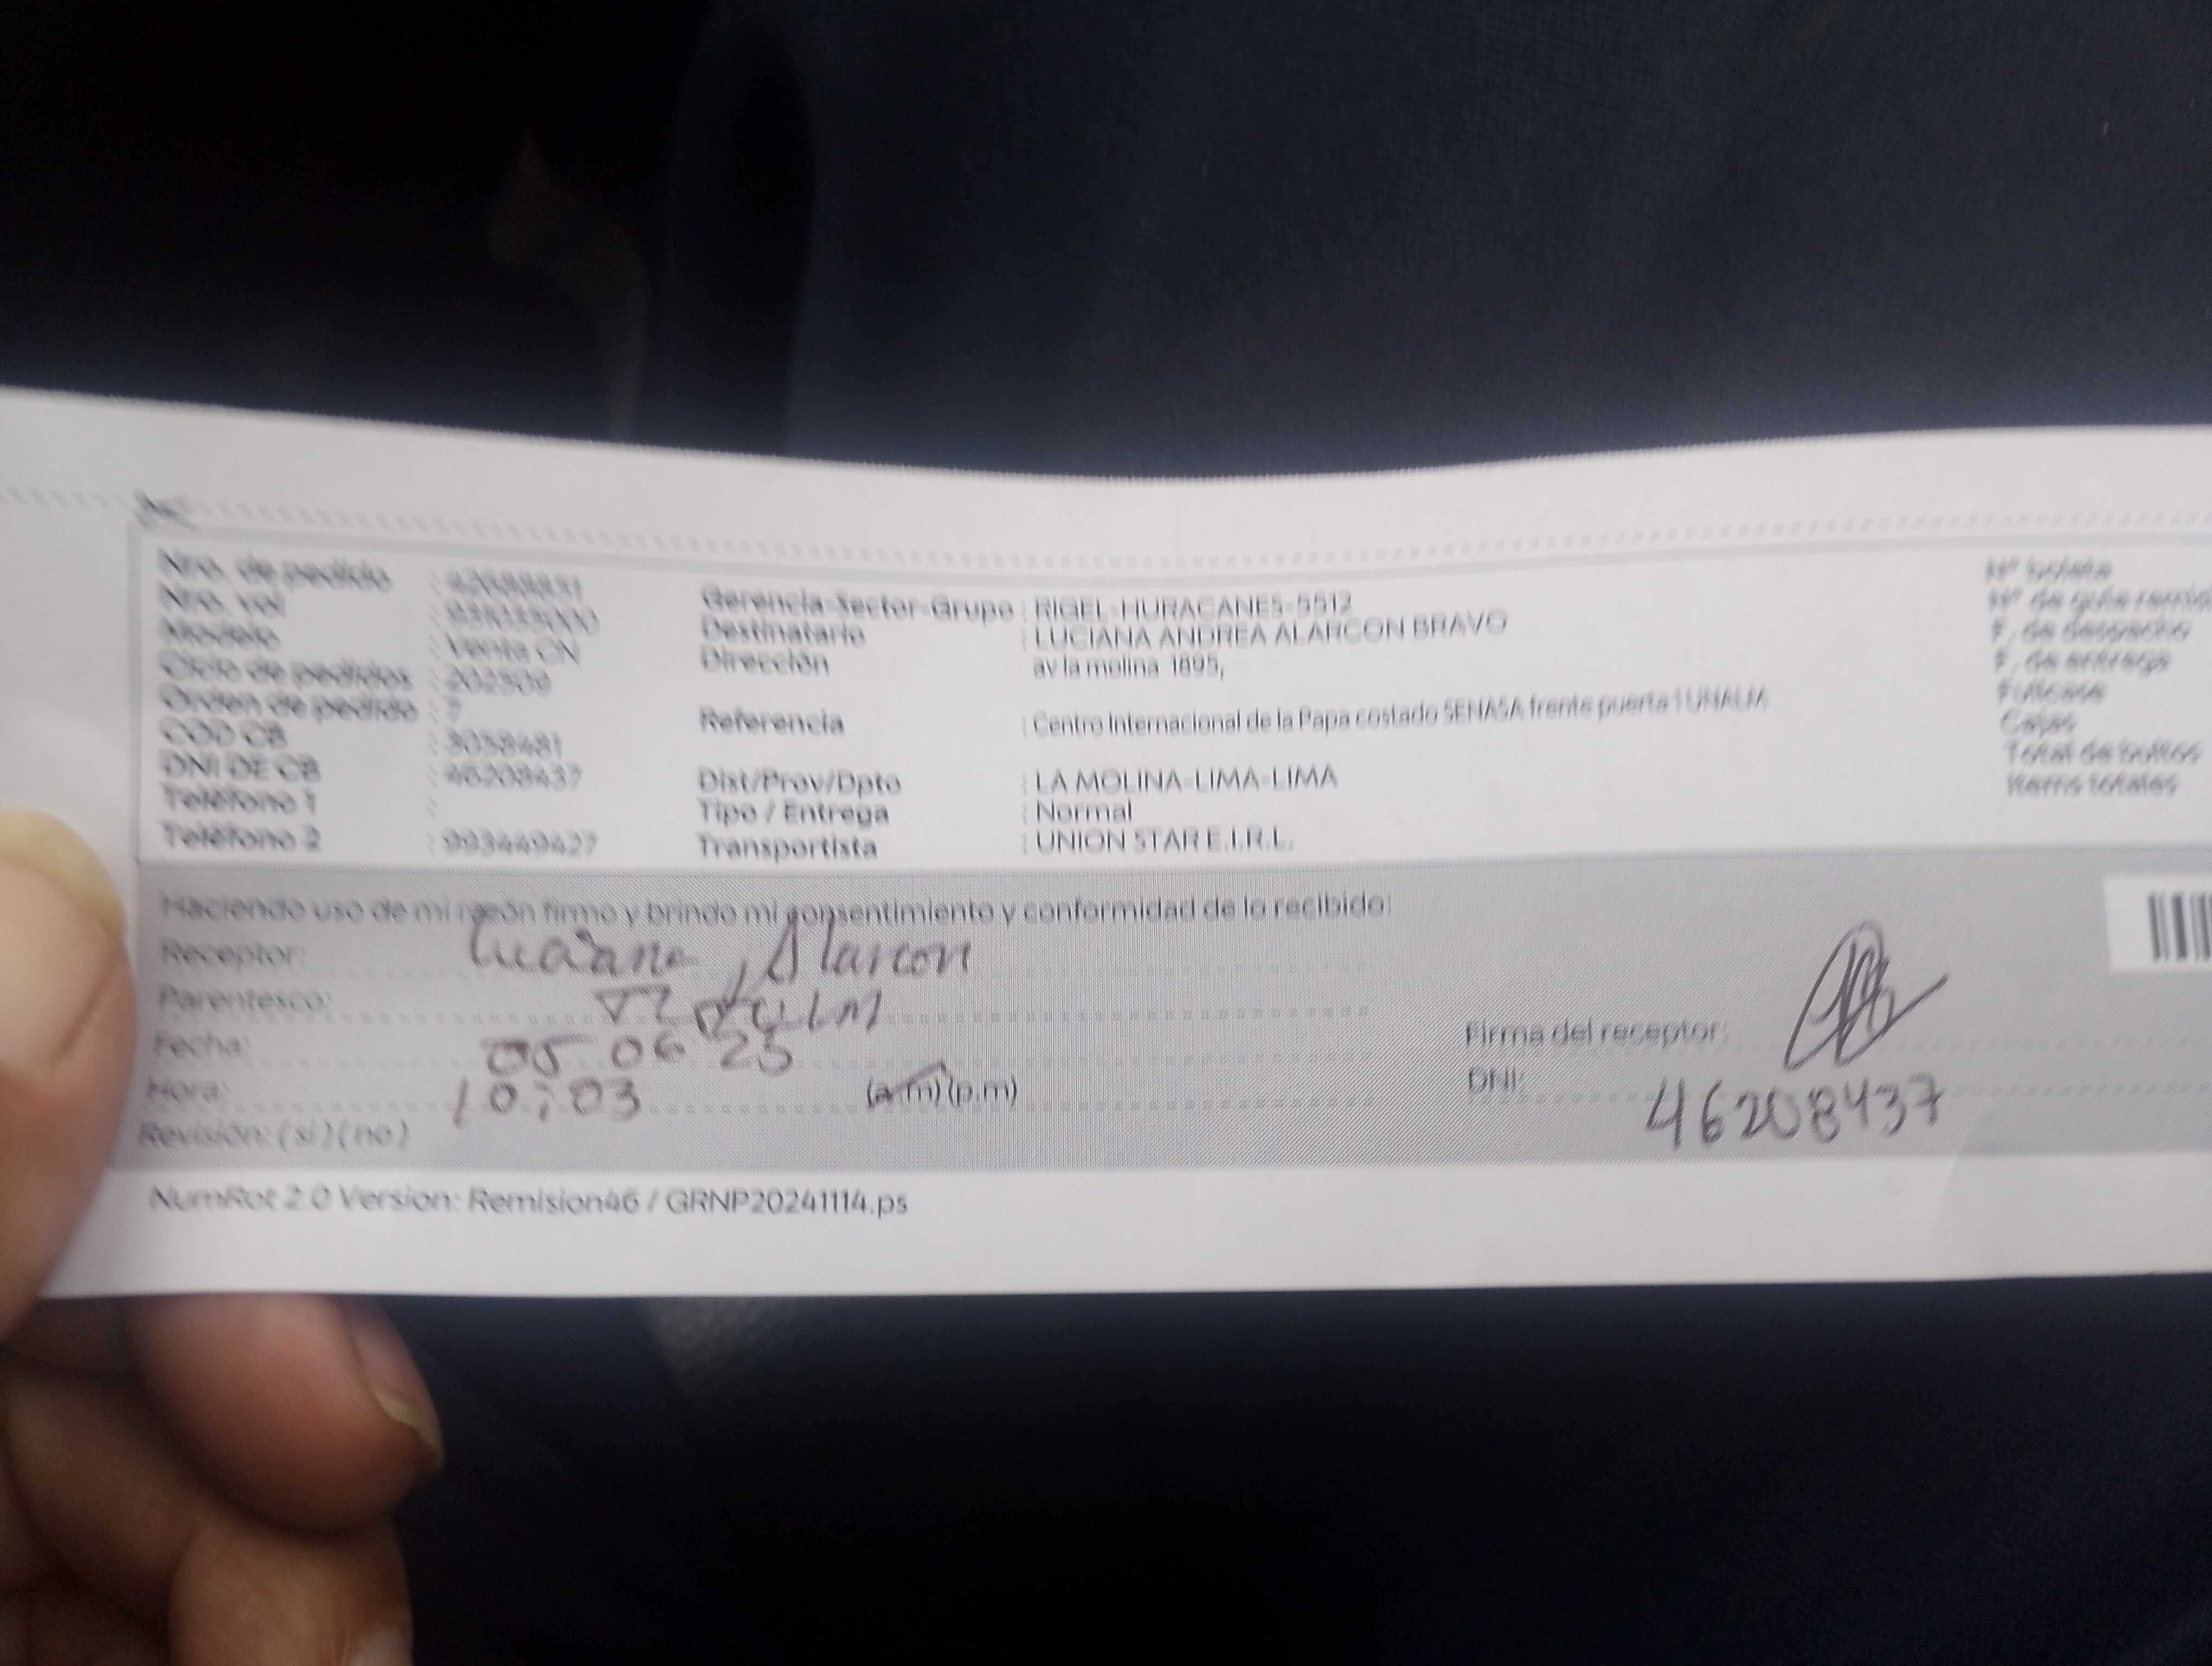 Nro. de pedido
Nro. vol
Modelo : Venta CN
Ciclo de pedidos : 202509
Orden de pedido : 7
COD CB : 3058481
DNI DE CB : 46208437
Teléfono 1 :
Teléfono 2 : 993449427
Gerencia-Sector-Grupo : RIGEL-HURACANES-5512
Destinatario : LUCIANA ANDREA ALARCON BRAVO
Dirección av la molina 1895,
Referencia : Centro Internacional de la Papa costado SENASA frente puerta 1 UNALM
Dist/Prov/Dpto : LA MOLINA-LIMA-LIMA
Tipo / Entrega : Normal
Transportista : UNION STAR E.I.R.L.
N° boleta
N° de guía remisi
F. de despacho
F. de entrega
Fullcase
Cajas
Total de bultos
Items totales
Haciendo uso de mi razón firmo y brindo mi consentimiento y conformidad de lo recibido:
Receptor: Luciana Alarcon
Parentesco:
Fecha: 05 06 25
Hora: 10:03 (a.m) (p.m)
Revisión: (si) (no)
Firma del receptor:
DNI: 46208437
NumRot 2.0 Version: Remision46 / GRNP20241114.ps